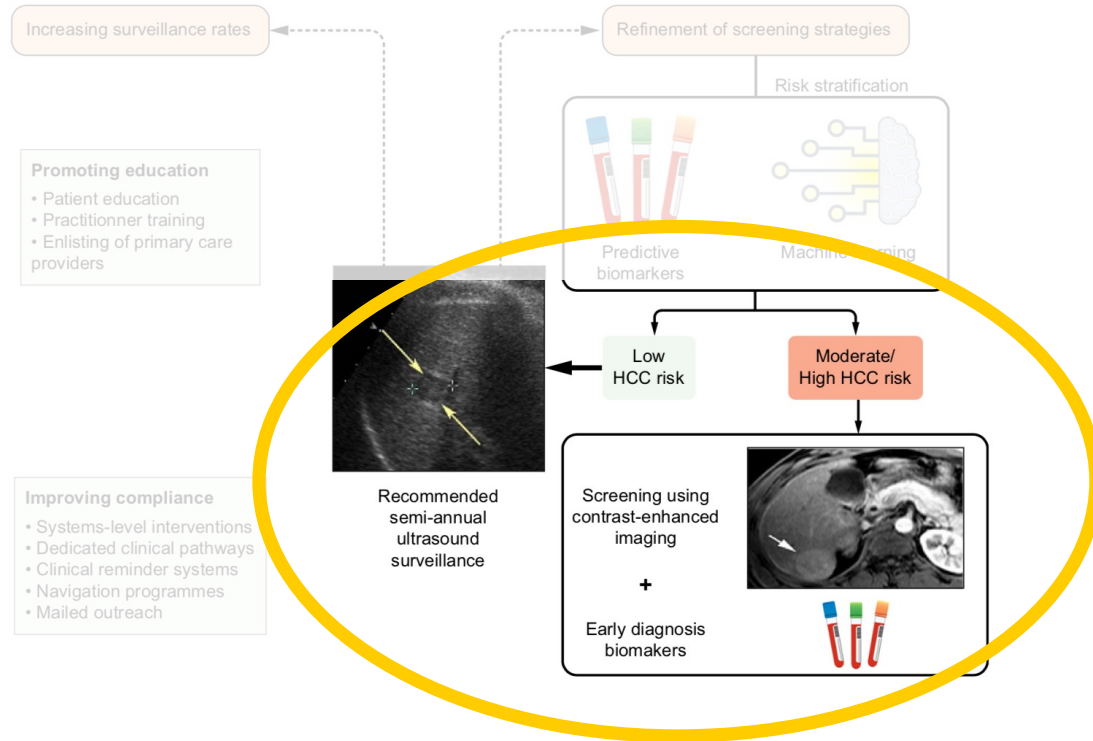 Increasing surveillance rates
Refinement of screening strategies
Risk stratification
Promoting education
• Patient education
• Practitionner training
• Enlisting of primary care
providers
Predictive
biomarkers
Machine learning
Low
HCC risk
Moderate/
High HCC risk
Improving compliance
• Systems-level interventions
• Dedicated clinical pathways
• Clinical reminder systems
• Navigation programmes
• Mailed outreach
Recommended
semi-annual
ultrasound
surveillance
Screening using
contrast-enhanced
imaging
+
Early diagnosis
biomakers